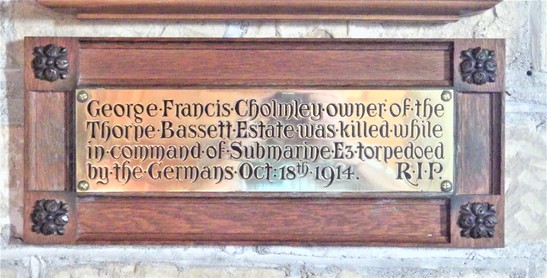 George·Francis·Cholmley·owner·of·the
Thorpe·Bassett·Estate·was·killed·while
in·command·of·Submarine·E3·torpedoed
by·the·Germans·Oct:18th·1914. R.I.P.